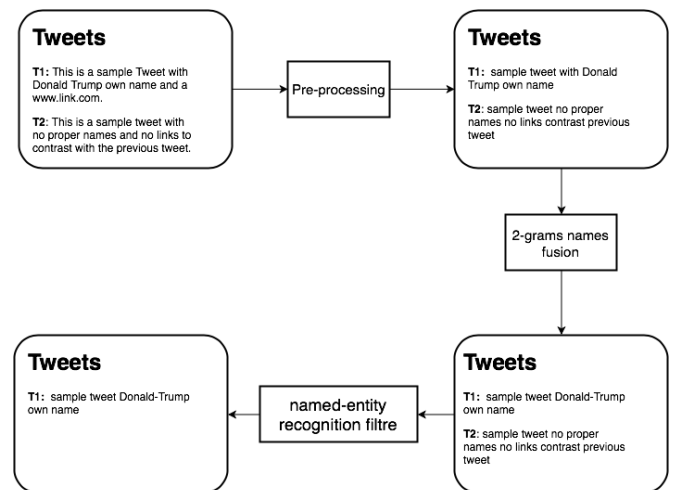 Tweets
T1: This is a sample Tweet with
Donald Trump own name and a
www.link.com.
T2: This is a sample tweet with
no proper names and no links to
contrast with the previous tweet.
Pre-processing
Tweets
T1: sample tweet with Donald
Trump own name
T2: sample tweet no proper
names no links contrast previous
tweet
2-grams names
fusion
Tweets
T1: sample tweet Donald-Trump
own name
T2: sample tweet no proper
names no links contrast previous
tweet
named-entity
recognition filtre
Tweets
T1: sample tweet Donald-Trump
own name